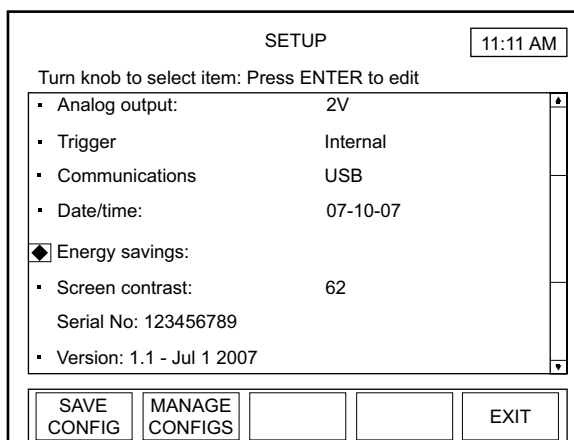 SETUP
11:11 AM
Turn knob to select item: Press ENTER to edit
Analog output: 2V
Trigger Internal
Communications USB
Date/time: 07-10-07
Energy savings:
Screen contrast: 62
Serial No: 123456789
Version: 1.1 - Jul 1 2007
SAVE CONFIG
MANAGE CONFIGS
EXIT